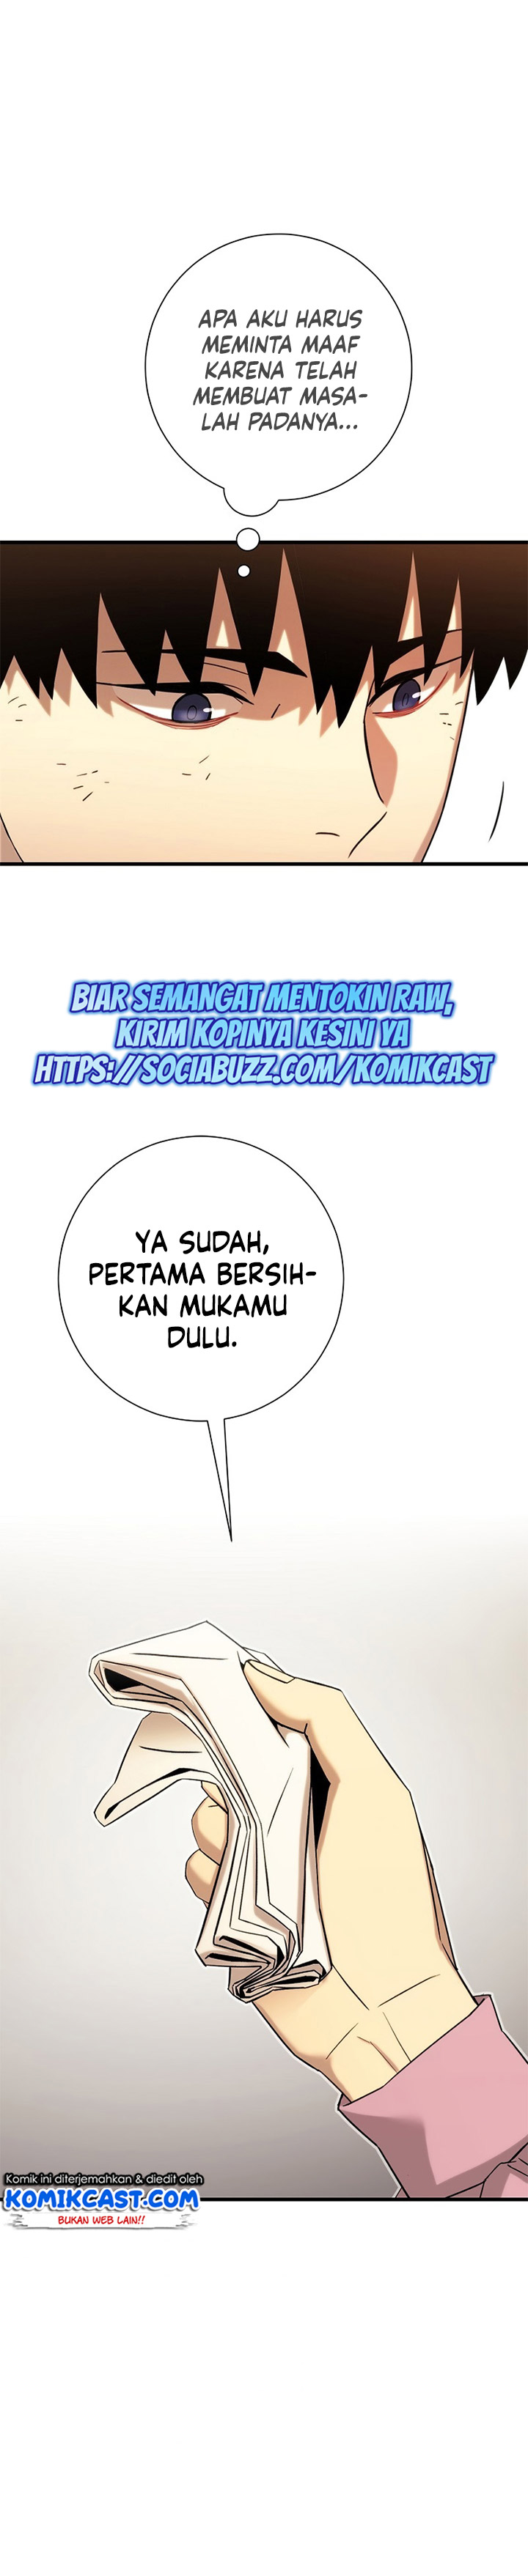 APA AKU HARUS
MEMINTA MAAF
KARENA TELAH
MEMBUAT MASA-
LAH PADANYA...
BIAR SEMANGAT MENTOKIN RAW,
KIRIM KOPINYA KESINI YA
HTTPS://SOCIABUZZ.COM/KOMIKCAST
YA SUDAH,
PERTAMA BERSIH-
KAN MUKAMU
DULU.
Komik ini diterjemahkan & diedit oleh
KOMIKCAST.COM
BUKAN WEB LAIN!!